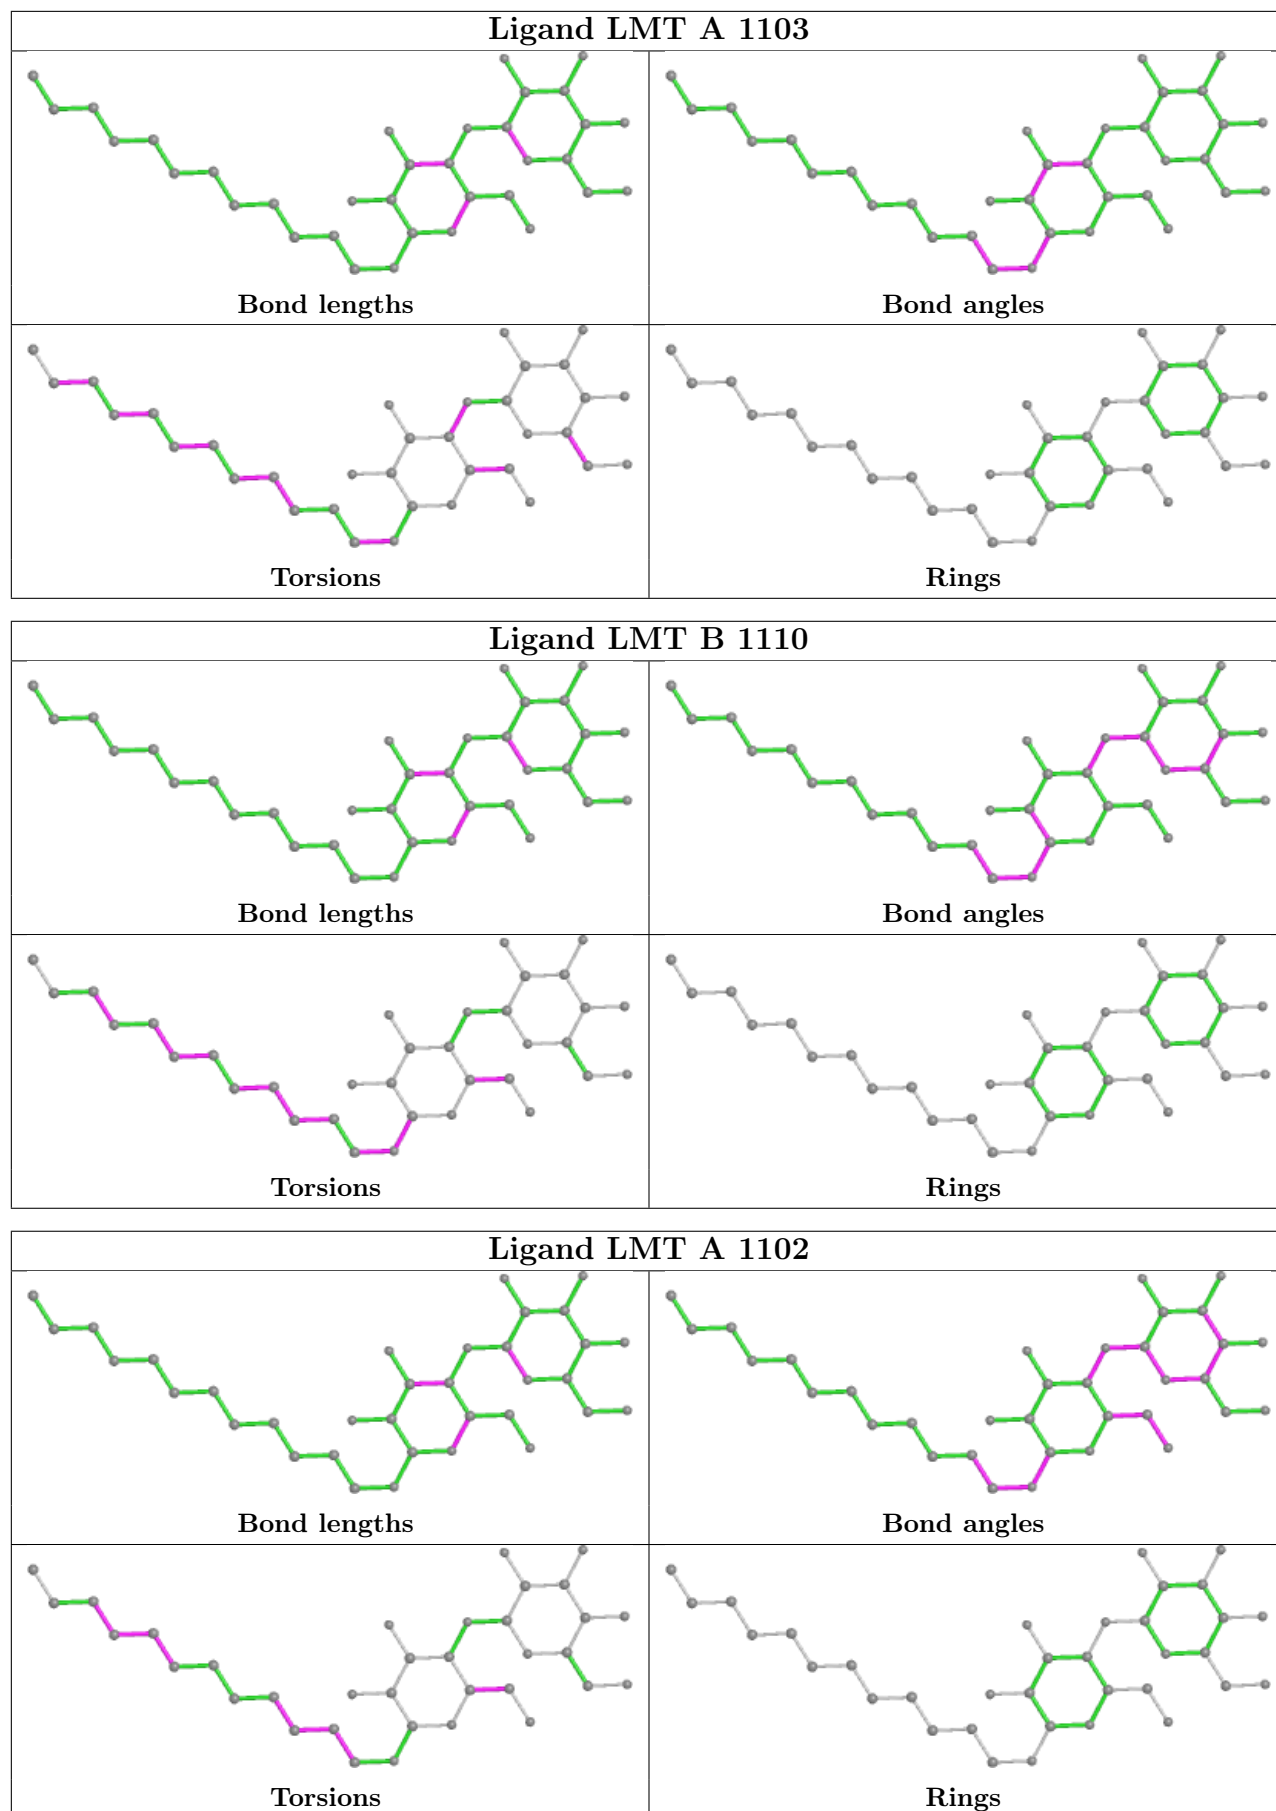 Ligand LMT A 1103
Bond lengths
Bond angles
Torsions
Rings
Ligand LMT B 1110
Bond lengths
Bond angles
Torsions
Rings
Ligand LMT A 1102
Bond lengths
Bond angles
Torsions
Rings